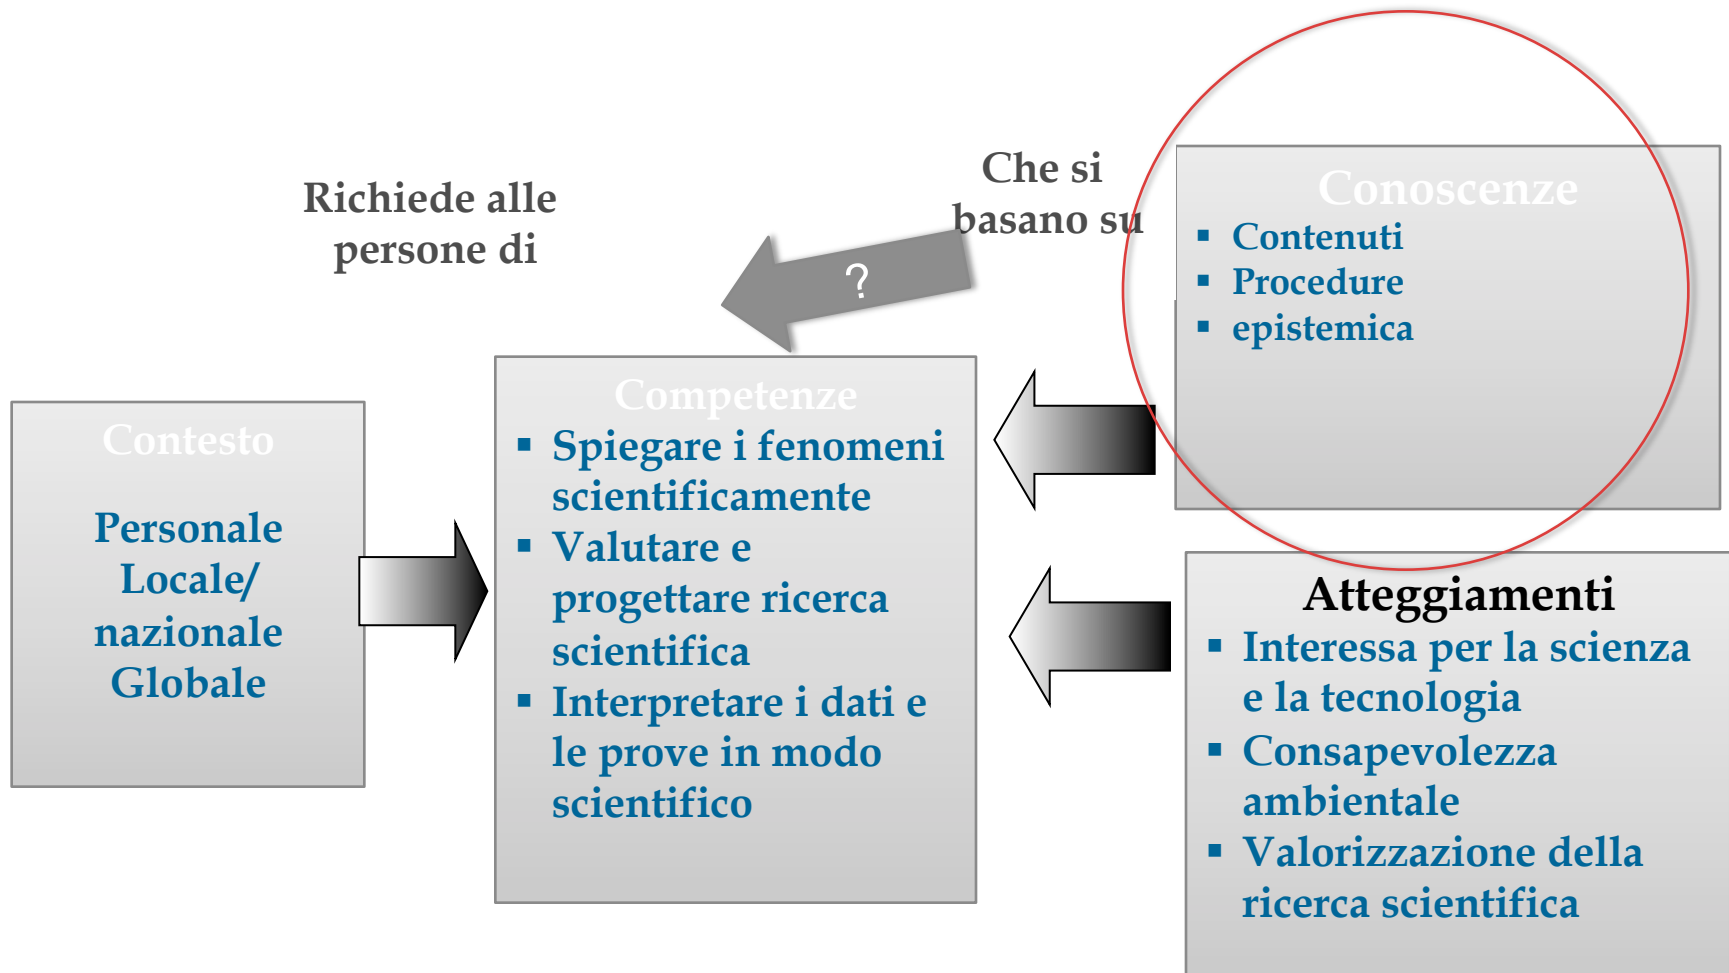 Richiede alle
persone di
Che si
basano su
?
Contesto
Personale
Locale/
nazionale
Globale
Competenze
▪ Spiegare i fenomeni
scientificamente
▪ Valutare e
progettare ricerca
scientifica
▪ Interpretare i dati e
le prove in modo
scientifico
Conoscenze
▪ Contenuti
▪ Procedure
▪ epistemica
Atteggiamenti
▪ Interessa per la scienza
e la tecnologia
▪ Consapevolezza
ambientale
▪ Valorizzazione della
ricerca scientifica